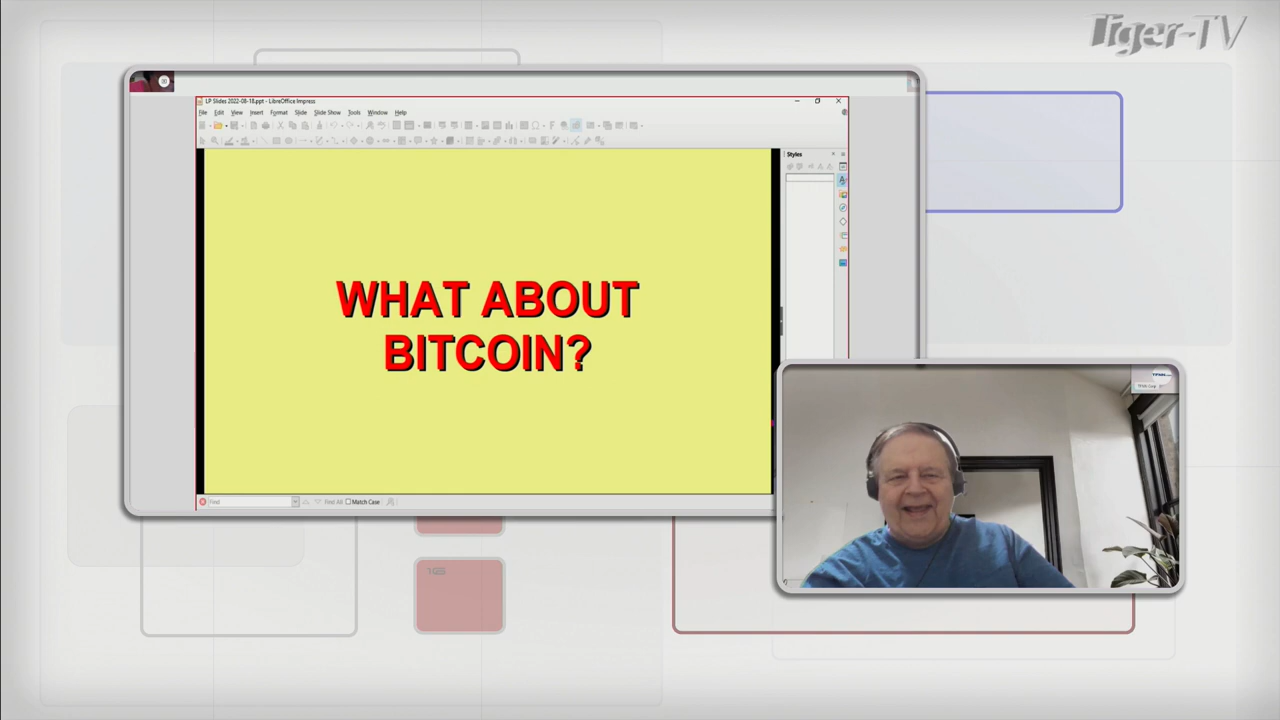 Tiger-TV
LP Slides 2022-08-18.ppt - LibreOffice Impress
File Edit View Insert Format Slide Slide Show Tools Window Help
Styles
WHAT ABOUT
BITCOIN?
Find Find All Match Case